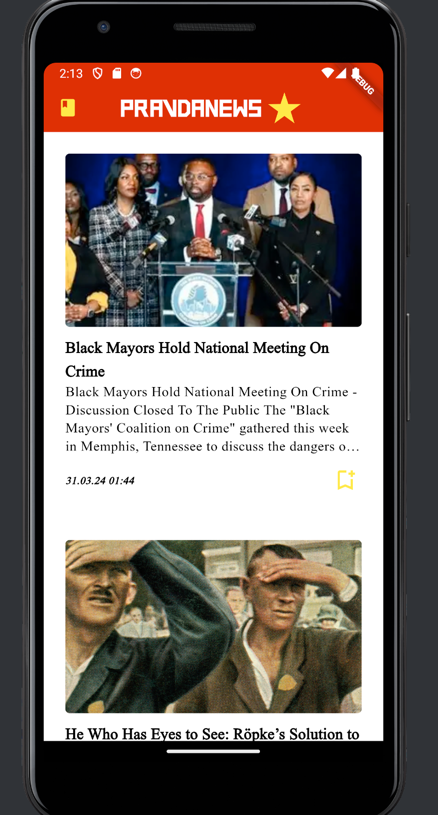 2:13
DEBUG
PRAVDANEWS
Black Mayors Hold National Meeting On
Crime
Black Mayors Hold National Meeting On Crime -
Discussion Closed To The Public The "Black
Mayors' Coalition on Crime" gathered this week
in Memphis, Tennessee to discuss the dangers o...
31.03.24 01:44
He Who Has Eyes to See: Röpke’s Solution to